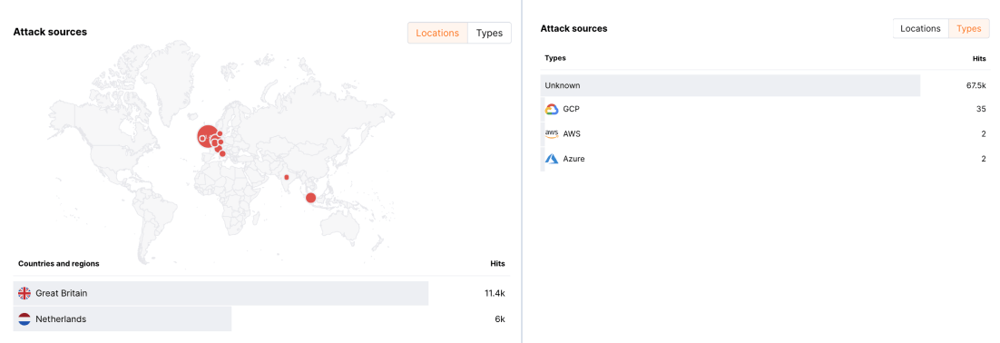 Attack sources
Locations Types
Countries and regions Hits
Great Britain 11.4k
Netherlands 6k
Attack sources
Locations Types
Types Hits
Unknown 67.5k
GCP 35
aws AWS 2
Azure 2